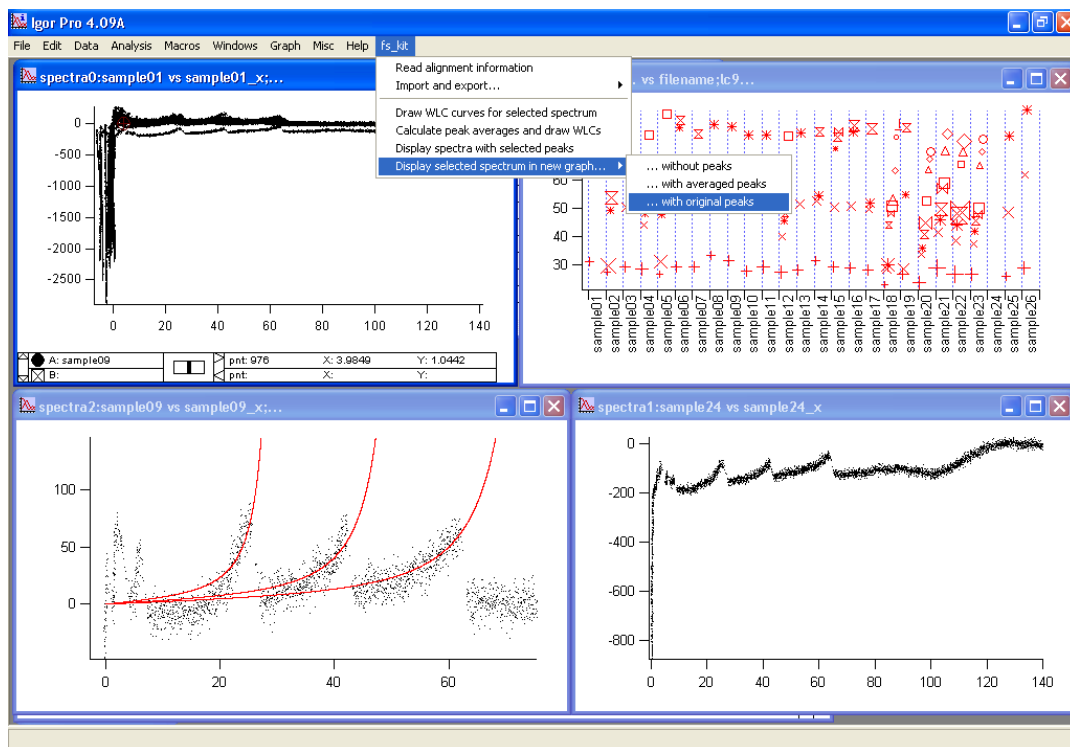 Igor Pro 4.09A
File Edit Data Analysis Macros Windows Graph Misc Help fs_kit
spectra0:sample01 vs sample01_x;...
0
-500
-1000
-1500
-2000
-2500
0 20 40 60 80 100 120 140
A: sample09 pnt: 976 X: 3.9849 Y: 1.0442
B: pnt: X: Y:
Read alignment information
Import and export...
Draw WLC curves for selected spectrum
Calculate peak averages and draw WLCs
Display spectra with selected peaks
Display selected spectrum in new graph...
... without peaks
... with averaged peaks
... with original peaks
... vs filename;lc9...
60
50
40
30
sample01
sample02
sample03
sample04
sample05
sample06
sample07
sample08
sample09
sample10
sample11
sample12
sample13
sample14
sample15
sample16
sample17
sample18
sample19
sample20
sample21
sample22
sample23
sample24
sample25
sample26
spectra2:sample09 vs sample09_x;...
100
50
0
0 20 40 60
spectra1:sample24 vs sample24_x
0
-200
-400
-600
-800
0 20 40 60 80 100 120 140